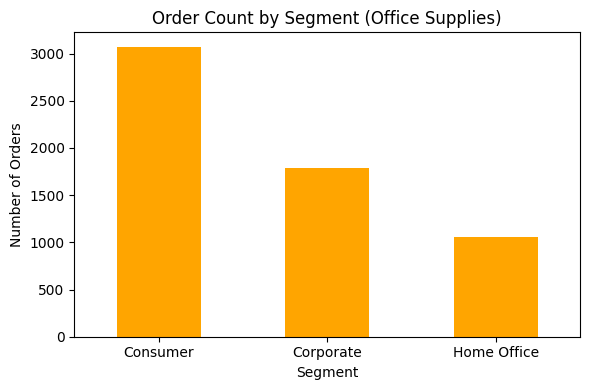 Order Count by Segment (Office Supplies)
Number of Orders
3000
2500
2000
1500
1000
500
0
Consumer Corporate Home Office
Segment